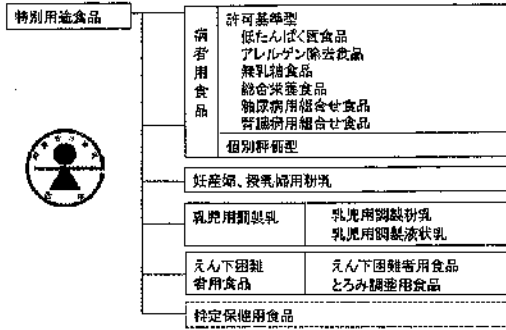 特別用途食品
病者用食品
許可基準型
低たんぱく質食品
アレルゲン除去食品
無乳糖食品
総合栄養食品
糖尿病用組合せ食品
腎臓病用組合せ食品
個別評価型
妊産婦、授乳婦用粉乳
乳児用調製乳
乳児用調製粉乳
乳児用調製液状乳
えん下困難
者用食品
えん下困難者用食品
とろみ調整用食品
特定保健用食品